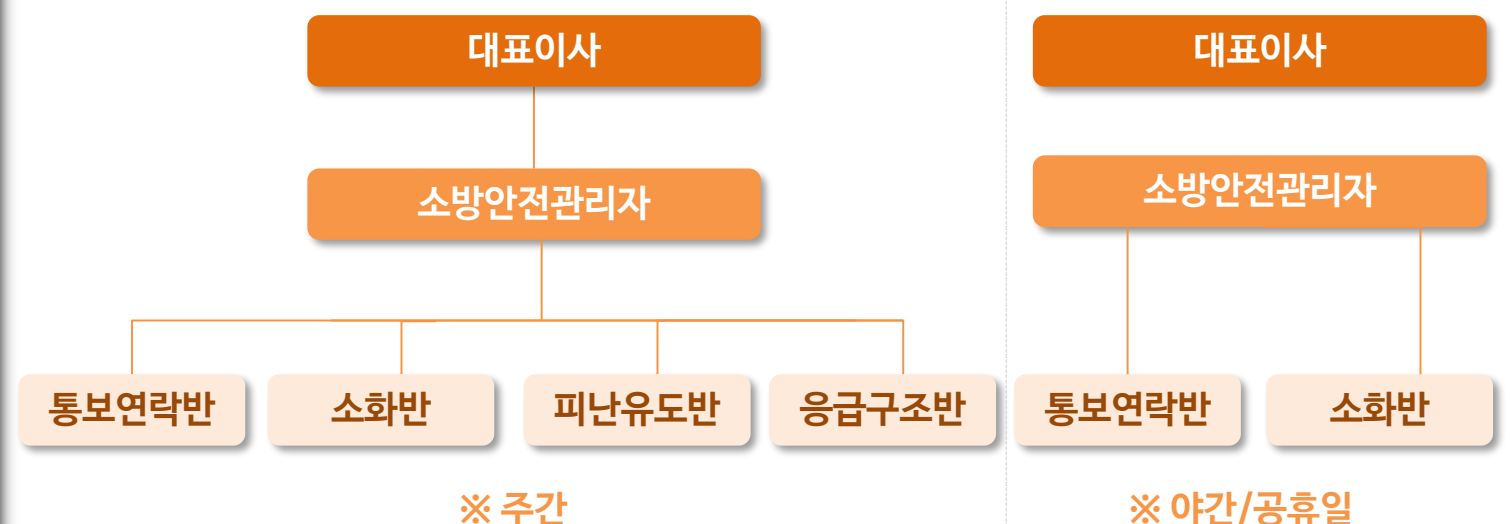 대표이사
소방안전관리자
통보연락반
소화반
피난유도반
응급구조반
※ 주간
대표이사
소방안전관리자
통보연락반
소화반
※ 야간/공휴일